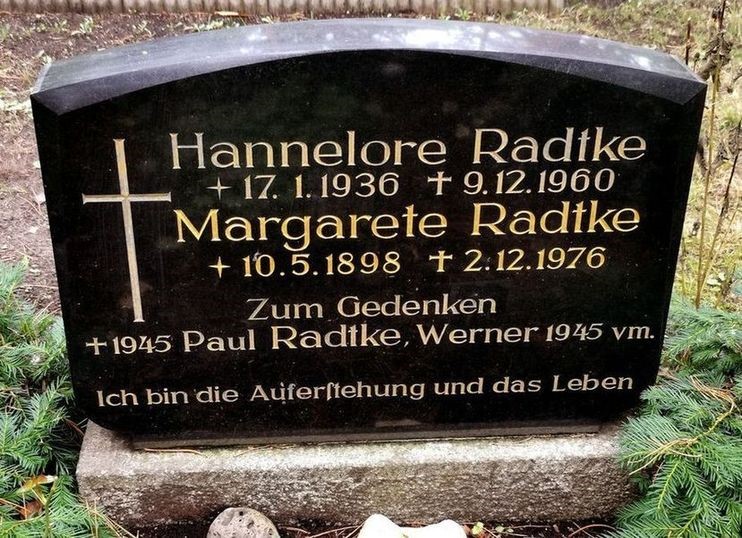 Hannelore Radtke
+ 17. 1. 1936 † 9. 12. 1960
Margarete Radtke
+ 10. 5. 1898 † 2. 12. 1976
Zum Gedenken
+ 1945 Paul Radtke, Werner 1945 vm.
Ich bin die Auferſtehung und das Leben